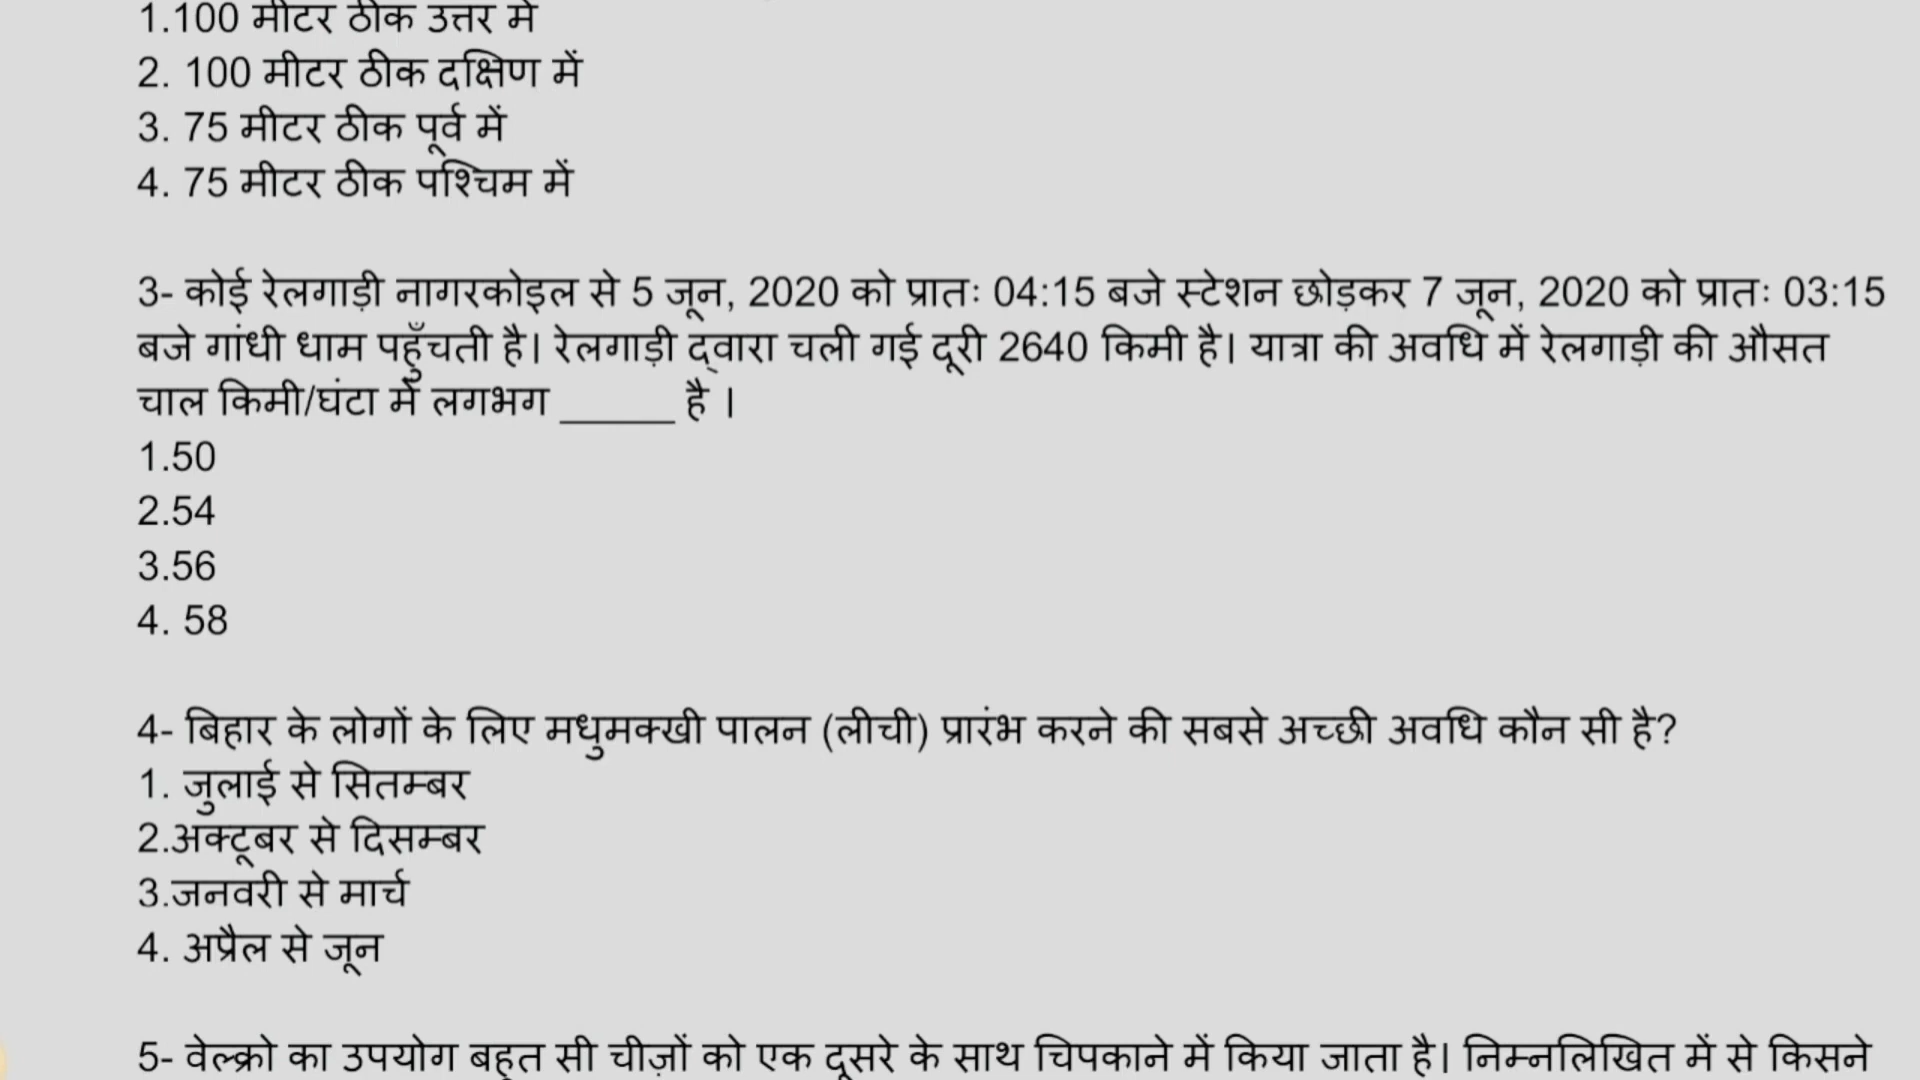 1.100 मीटर ठीक उत्तर में
2. 100 मीटर ठीक दक्षिण में
3. 75 मीटर ठीक पूर्व में
4. 75 मीटर ठीक पश्चिम में
3- कोई रेलगाड़ी नागरकोइल से 5 जून, 2020 को प्रातः 04:15 बजे स्टेशन छोड़कर 7 जून, 2020 को प्रातः 03:15
बजे गांधी धाम पहुँचती है। रेलगाड़ी द्वारा चली गई दूरी 2640 किमी है। यात्रा की अवधि में रेलगाड़ी की औसत
चाल किमी/घंटा में लगभग _____ है ।
1.50
2.54
3.56
4. 58
4- बिहार के लोगों के लिए मधुमक्खी पालन (लीची) प्रारंभ करने की सबसे अच्छी अवधि कौन सी है?
1. जुलाई से सितम्बर
2.अक्टूबर से दिसम्बर
3.जनवरी से मार्च
4. अप्रैल से जून
5- वेल्क्रो का उपयोग बहुत सी चीज़ों को एक दूसरे के साथ चिपकाने में किया जाता है। निम्नलिखित में से किसने